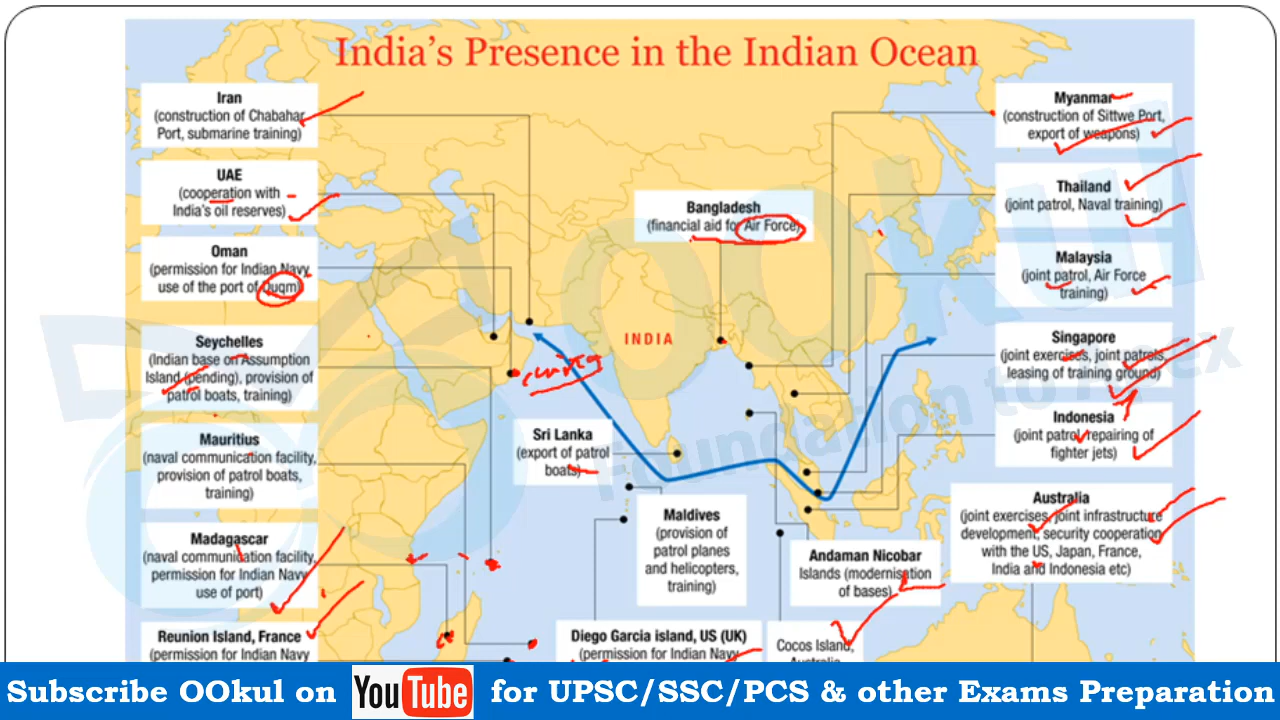 India's Presence in the Indian Ocean
Iran
(construction of Chabahar
Port, submarine training)
UAE
(cooperation with
India's oil reserves)
Oman
(permission for Indian Navy
use of the port of Duqm)
Seychelles
(Indian base on Assumption
Island (pending), provision of
patrol boats, training)
Mauritius
(naval communication facility,
provision of patrol boats,
training)
Madagascar
(naval communication facility,
permission for Indian Navy
use of port)
Reunion Island, France
(permission for Indian Navy
Bangladesh
(financial aid for Air Force)
INDIA
Sri Lanka
(export of patrol
boats)
Maldives
(provision of
patrol planes
and helicopters,
training)
Diego Garcia island, US (UK)
(permission for Indian Navy
Andaman Nicobar
Islands (modernisation
of bases)
Cocos Island,
Australia
Myanmar
(construction of Sittwe Port,
export of weapons)
Thailand
(joint patrol, Naval training)
Malaysia
(joint patrol, Air Force
training)
Singapore
(joint exercises, joint patrols,
leasing of training ground)
Indonesia
(joint patrol, repairing of
fighter jets)
Australia
(joint exercises, joint infrastructure
development, security cooperation
with the US, Japan, France,
India and Indonesia etc)
OOkul
Foundation to Apex
Subscribe OOkul on YouTube for UPSC/SSC/PCS & other Exams Preparation